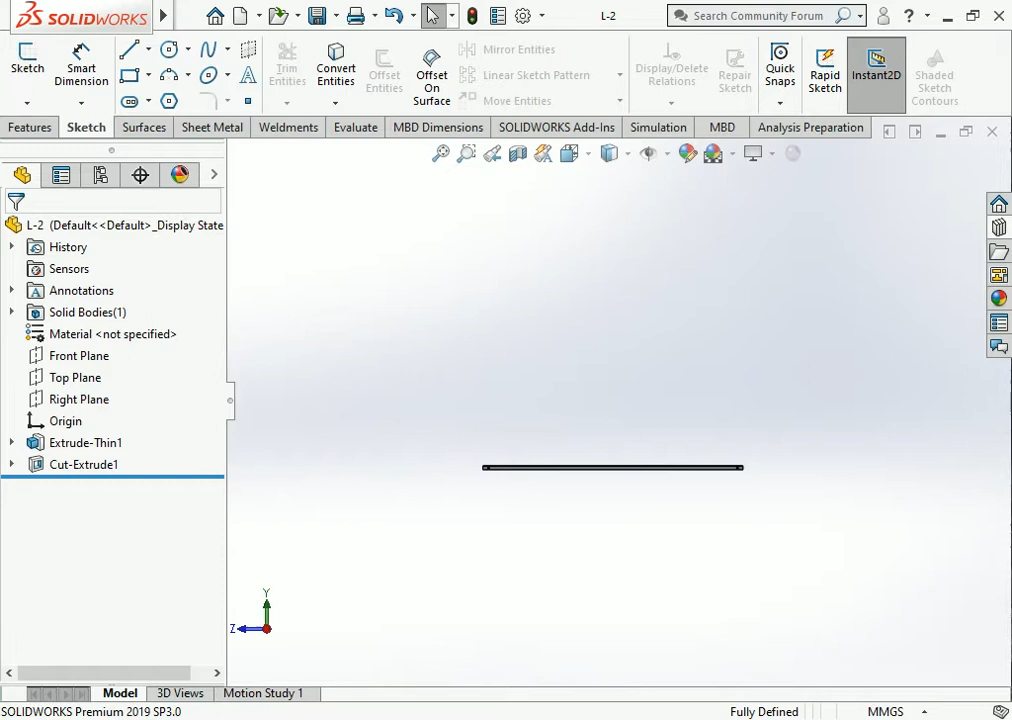 SOLIDWORKS
L-2
Search Community Forum
?
Sketch
Smart Dimension
Trim Entities
Convert Entities
Offset Entities
Offset On Surface
Mirror Entities
Linear Sketch Pattern
Move Entities
Display/Delete Relations
Repair Sketch
Quick Snaps
Rapid Sketch
Instant2D
Shaded Sketch Contours
Features
Sketch
Surfaces
Sheet Metal
Weldments
Evaluate
MBD Dimensions
SOLIDWORKS Add-Ins
Simulation
MBD
Analysis Preparation
L-2 (Default<<Default>_Display State
History
Sensors
Annotations
Solid Bodies(1)
Material <not specified>
Front Plane
Top Plane
Right Plane
Origin
Extrude-Thin1
Cut-Extrude1
Y
Z
Model
3D Views
Motion Study 1
SOLIDWORKS Premium 2019 SP3.0
Fully Defined
MMGS